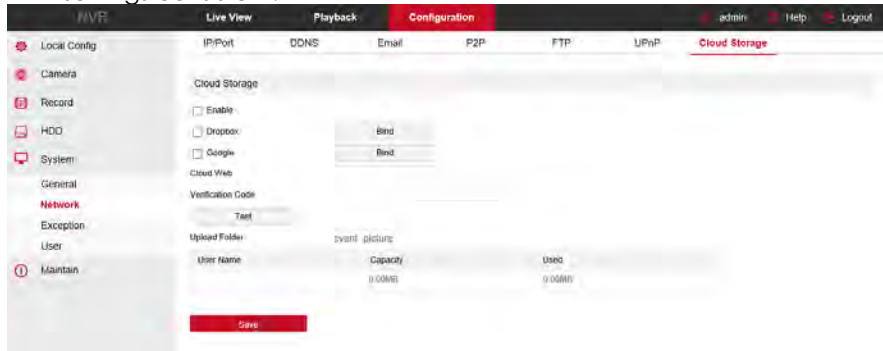 NVR Live View Playback Configuration admin Help Logout
Local Config IP/Port DDNS Email P2P FTP UPnP Cloud Storage
Camera
Cloud Storage
Record
Enable
HDD
Dropbox Bind
System
Google Bind
Cloud Web
General
Verification Code
Network
Test
Exception
Upload Folder event_picture
User
User Name Capacity Used
Maintain
0.00MB 0.00MB
Save